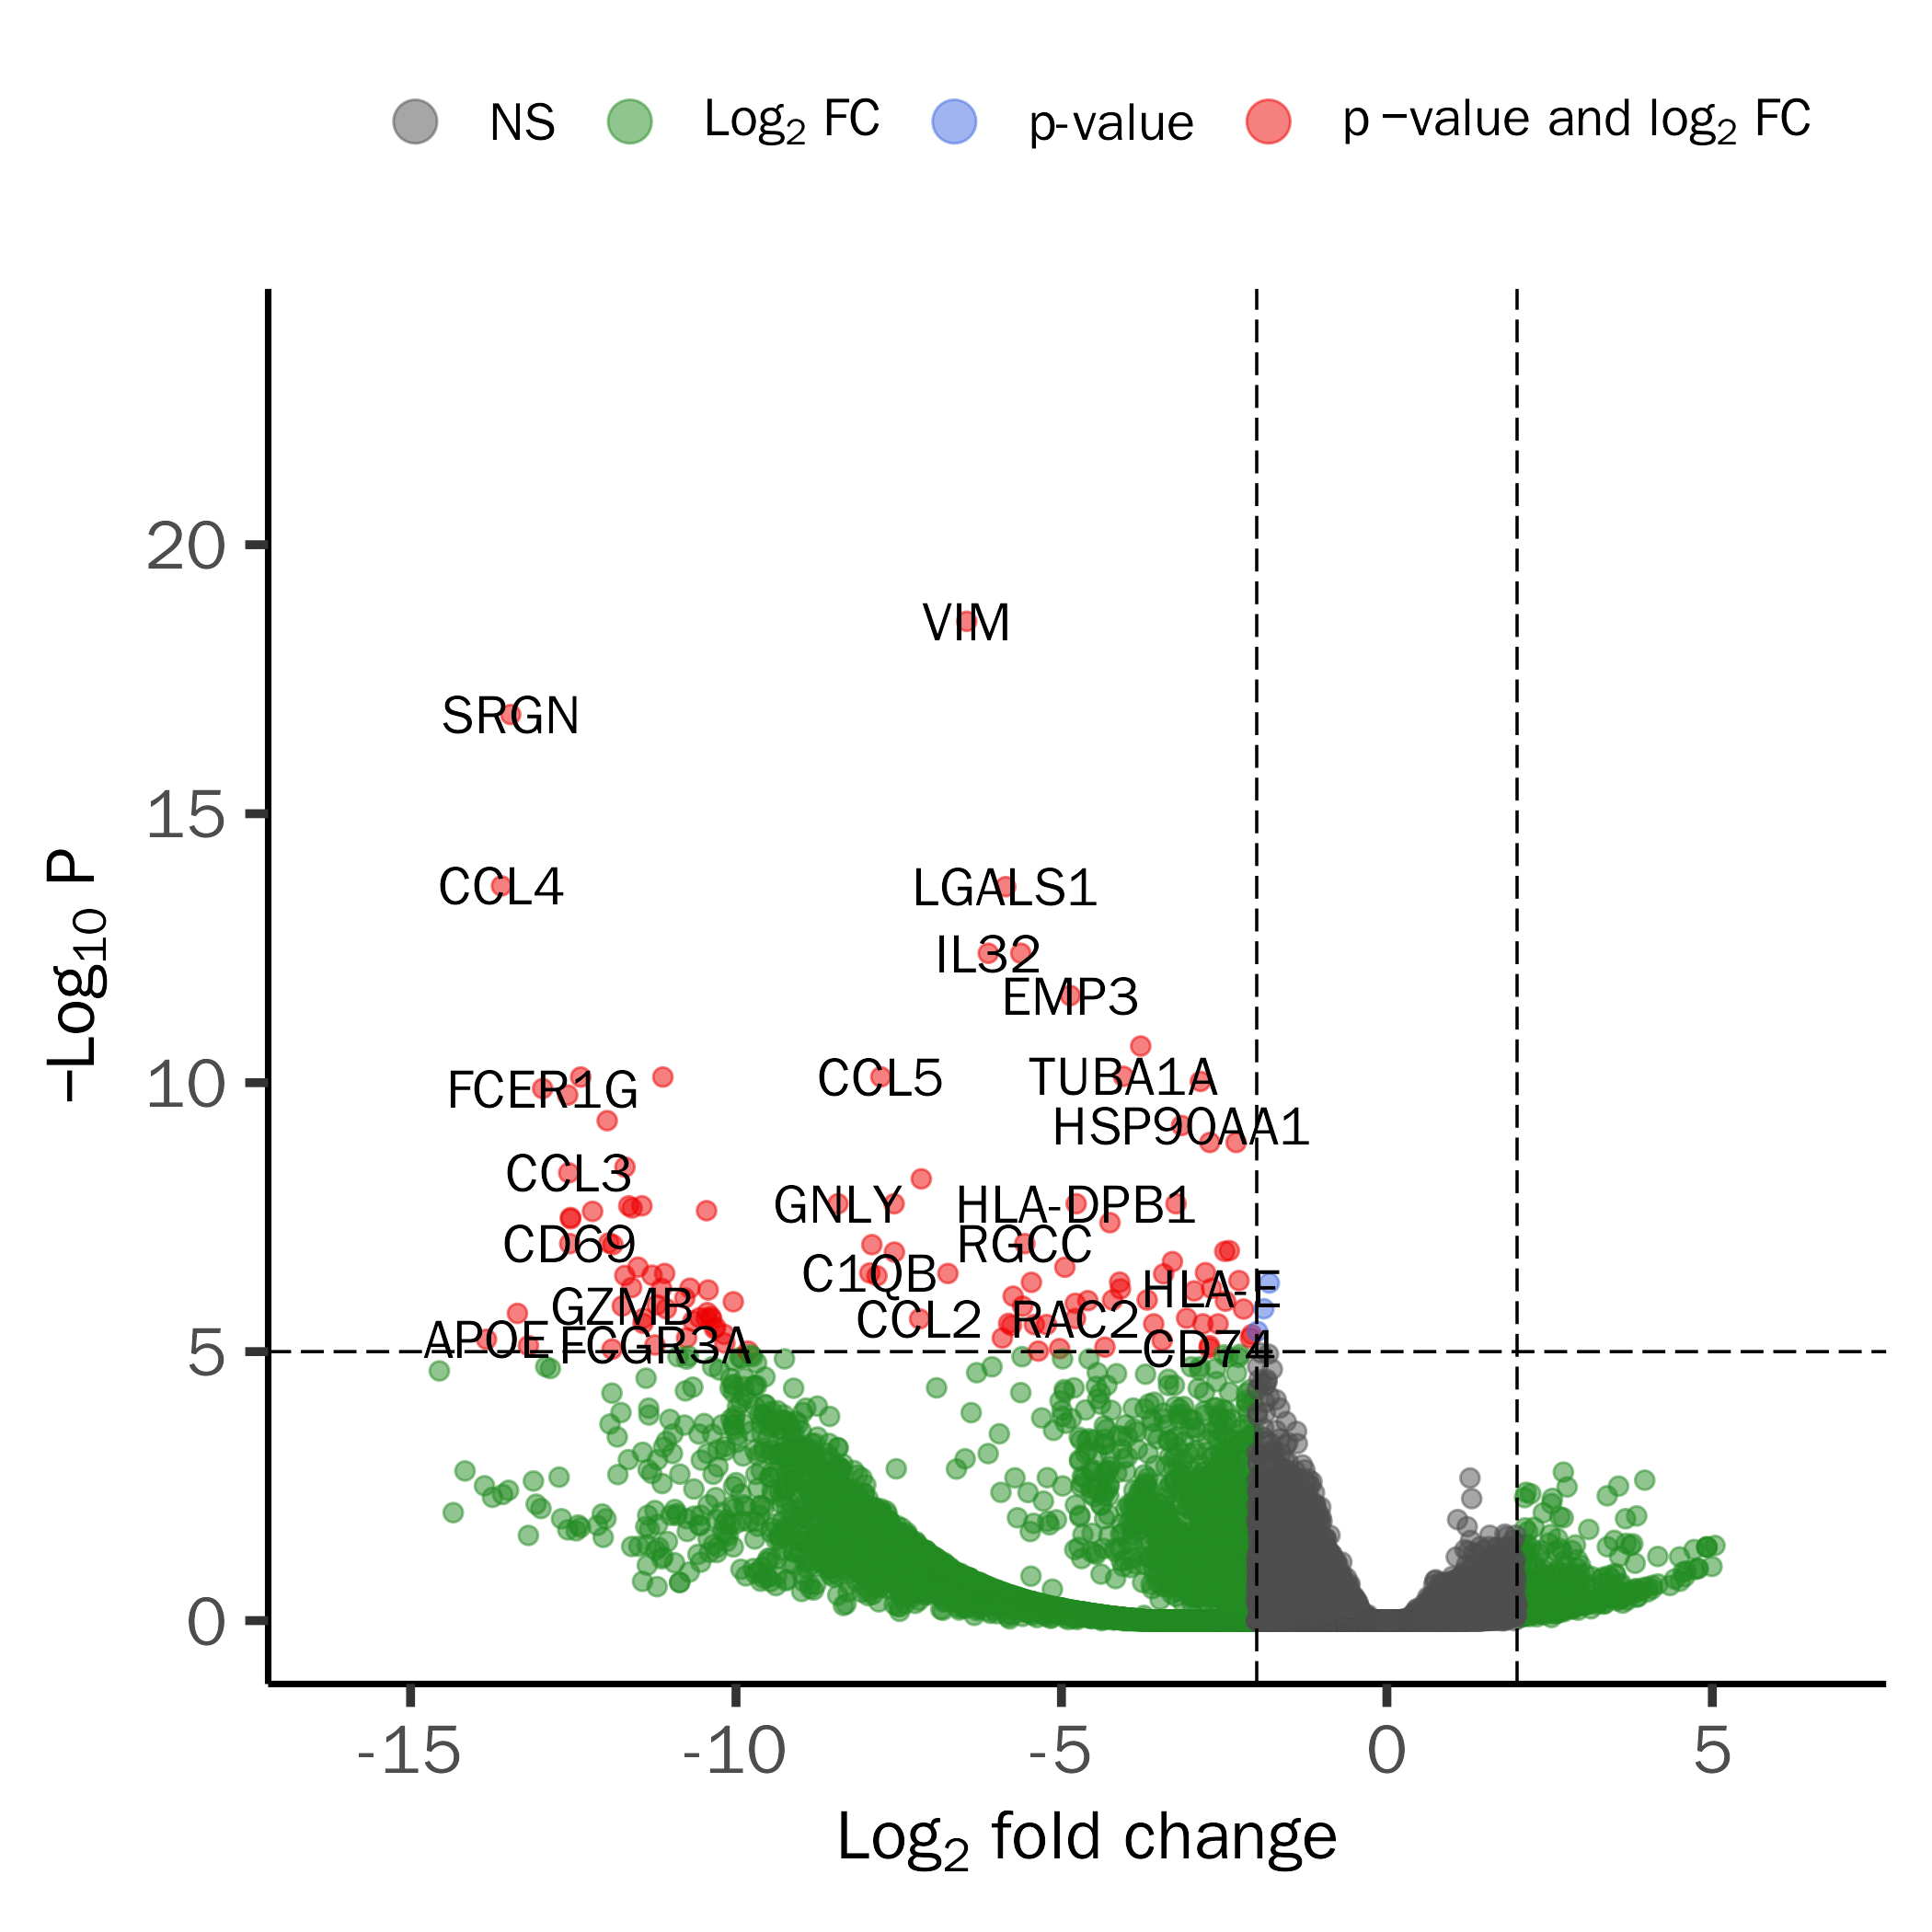 NS Log2 FC p-value p −value and log2 FC
20
VIM
SRGN
15
CCL4 LGALS1
IL32
EMP3
10 FCER1G CCL5 TUBA1A
HSP90AA1
CCL3
GNLY HLA-DPB1
CD69 RGCC
C1QB HLA-E
GZMB CCL2 RAC2
5 APOE FCGR3A CD74
0
−Log10 P
-15 -10 -5 0 5
Log2 fold change